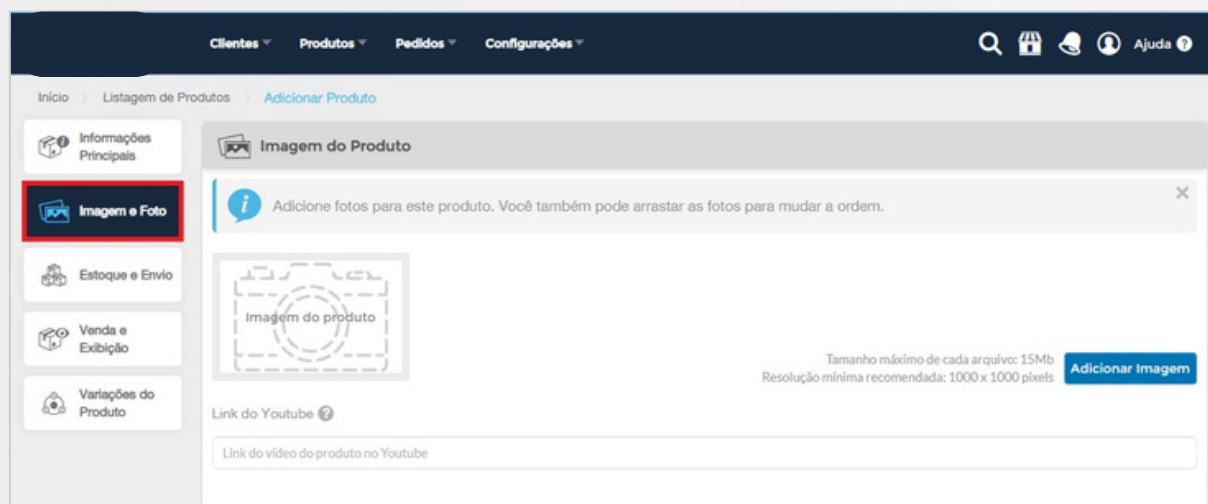 Clientes Produtos Pedidos Configurações Ajuda ?
Início Listagem de Produtos Adicionar Produto
Informações
Principais
Imagem e Foto
Estoque e Envio
Venda e
Exibição
Variações do
Produto
Imagem do Produto
i Adicione fotos para este produto. Você também pode arrastar as fotos para mudar a ordem. ×
Imagem do produto
Tamanho máximo de cada arquivo: 15Mb
Resolução mínima recomendada: 1000 x 1000 pixels
Adicionar Imagem
Link do Youtube ?
Link do vídeo do produto no Youtube